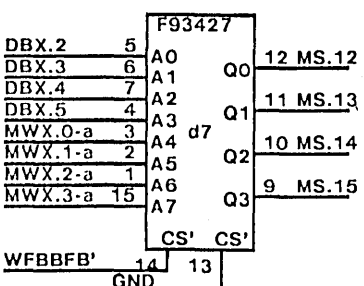 F93427
DBX.2 5 A0
DBX.3 6 A1
DBX.4 7 A2
DBX.5 4 A3
MWX.0-a 3 A4
MWX.1-a 2 A5
MWX.2-a 1 A6
MWX.3-a 15 A7
d7
Q0 12 MS.12
Q1 11 MS.13
Q2 10 MS.14
Q3 9 MS.15
CS' CS'
WFBBFB' 14 13
GND